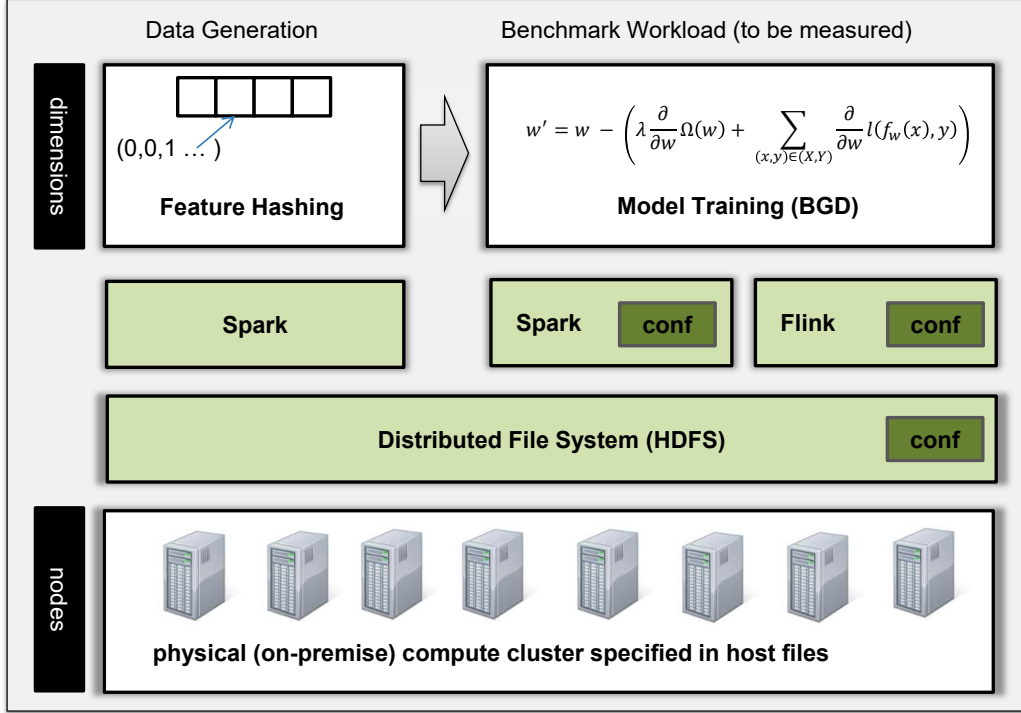 Data Generation
Benchmark Workload (to be measured)
dimensions
(0,0,1 … )
Feature Hashing
w′ = w − (λ ∂/∂w Ω(w) + ∑_{(x,y)∈(X,Y)} ∂/∂w l(f_w(x), y))
Model Training (BGD)
Spark
Spark
conf
Flink
conf
Distributed File System (HDFS)
conf
nodes
physical (on-premise) compute cluster specified in host files